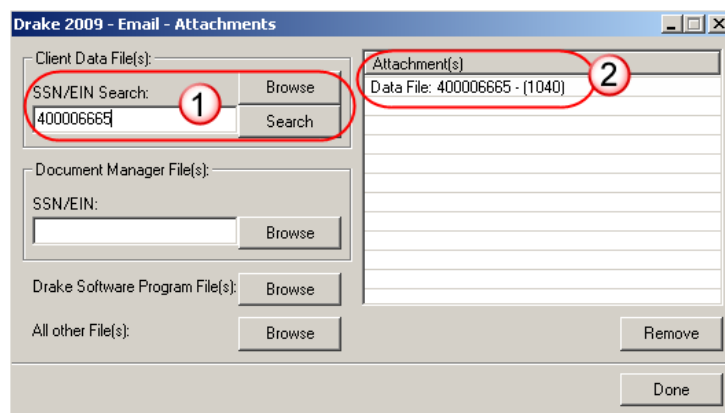 Drake 2009 - Email - Attachments
Client Data File(s):
SSN/EIN Search:
Browse
1
400006665
Search
Document Manager File(s):
SSN/EIN:
Browse
Drake Software Program File(s):
Browse
All other File(s):
Browse
Attachment(s)
2
Data File: 400006665 - (1040)
Remove
Done